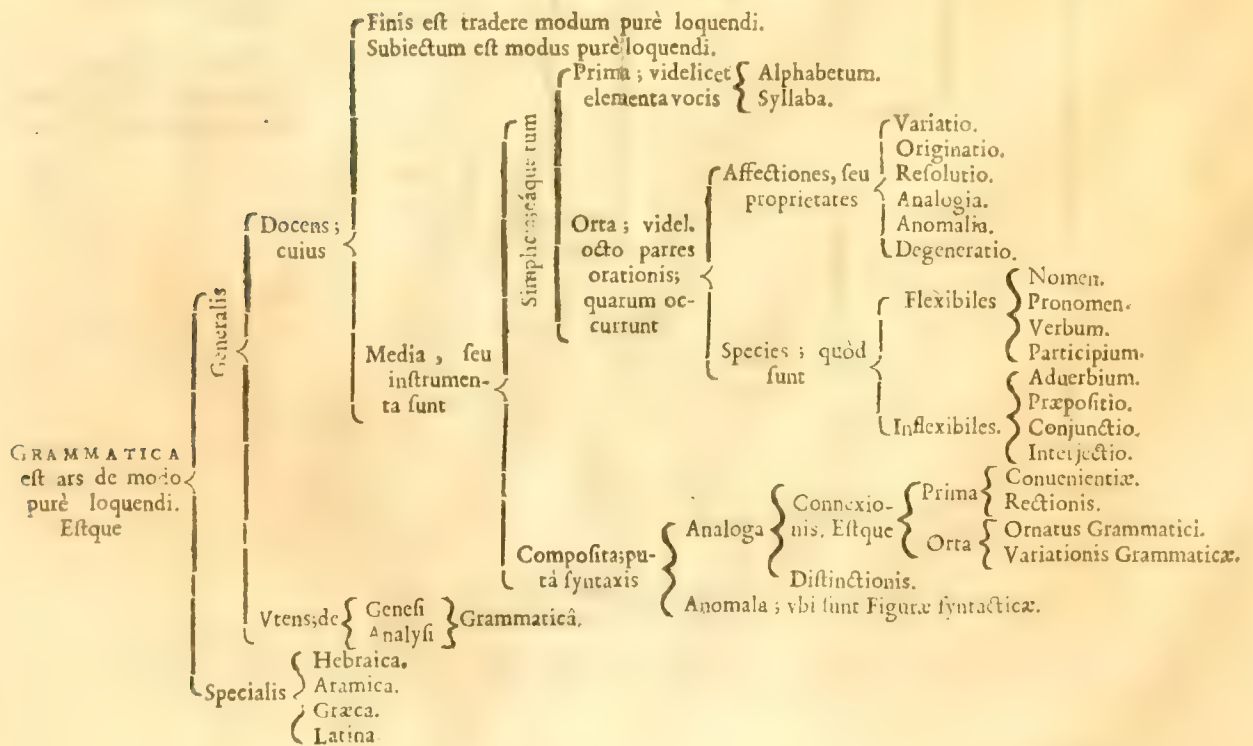 Finis eſt tradere modum purè loquendi.
Subiectum eſt modus purè loquendi.
Prima ; videlicet
elementa vocis
Alphabetum.
Syllaba.
Simplicia; eáque tum
Variatio.
Originatio.
Reſolutio.
Analogia.
Anomalia.
Degeneratio.
Affectiones, ſeu
proprietates
Docens ;
cuius
Orta ; videl.
octo partes
orationis;
quarum oc-
currunt
Generalis
Nomen.
Pronomen.
Verbum.
Participium.
Flexibiles
Media , ſeu
inſtrumen-
ta ſunt
Species ; quòd
ſunt
Aduerbium.
Præpoſitio.
Conjunctio.
Interjectio.
Inflexibiles.
GRAMMATICA
eſt ars de modo
purè loquendi.
Eſtque
Conuenientiæ.
Rectionis.
Prima
Connexio-
nis. Eſtque
Analoga
Orta
Ornatus Grammatici.
Variationis Grammaticæ.
Compoſita; pu-
tà ſyntaxis
Diſtinctionis.
Anomala ; vbi ſunt Figuræ ſyntacticæ.
Vtens; de
Geneſi
Analyſi
Grammaticâ.
Specialis
Hebraica.
Aramica.
Græca.
Latina